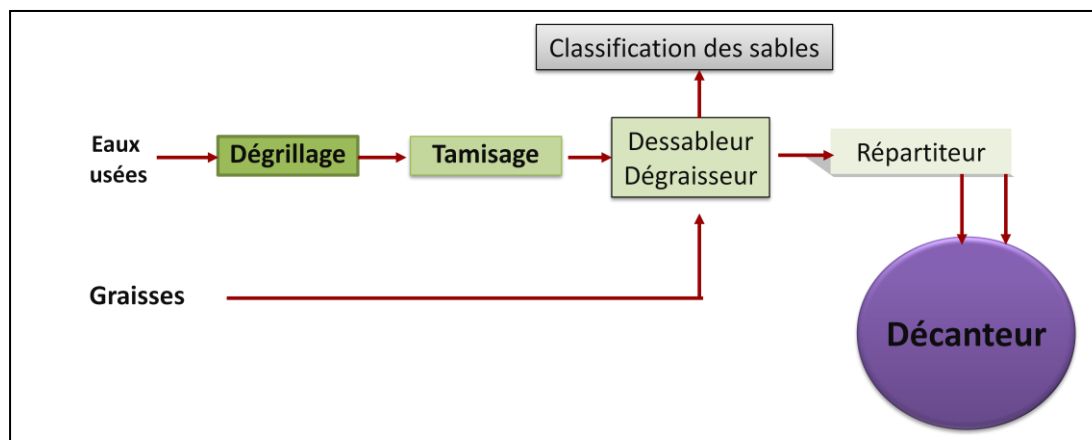 Classification des sables
Eaux
usées
Dégrillage
Tamisage
Dessableur
Dégraisseur
Répartiteur
Graisses
Décanteur